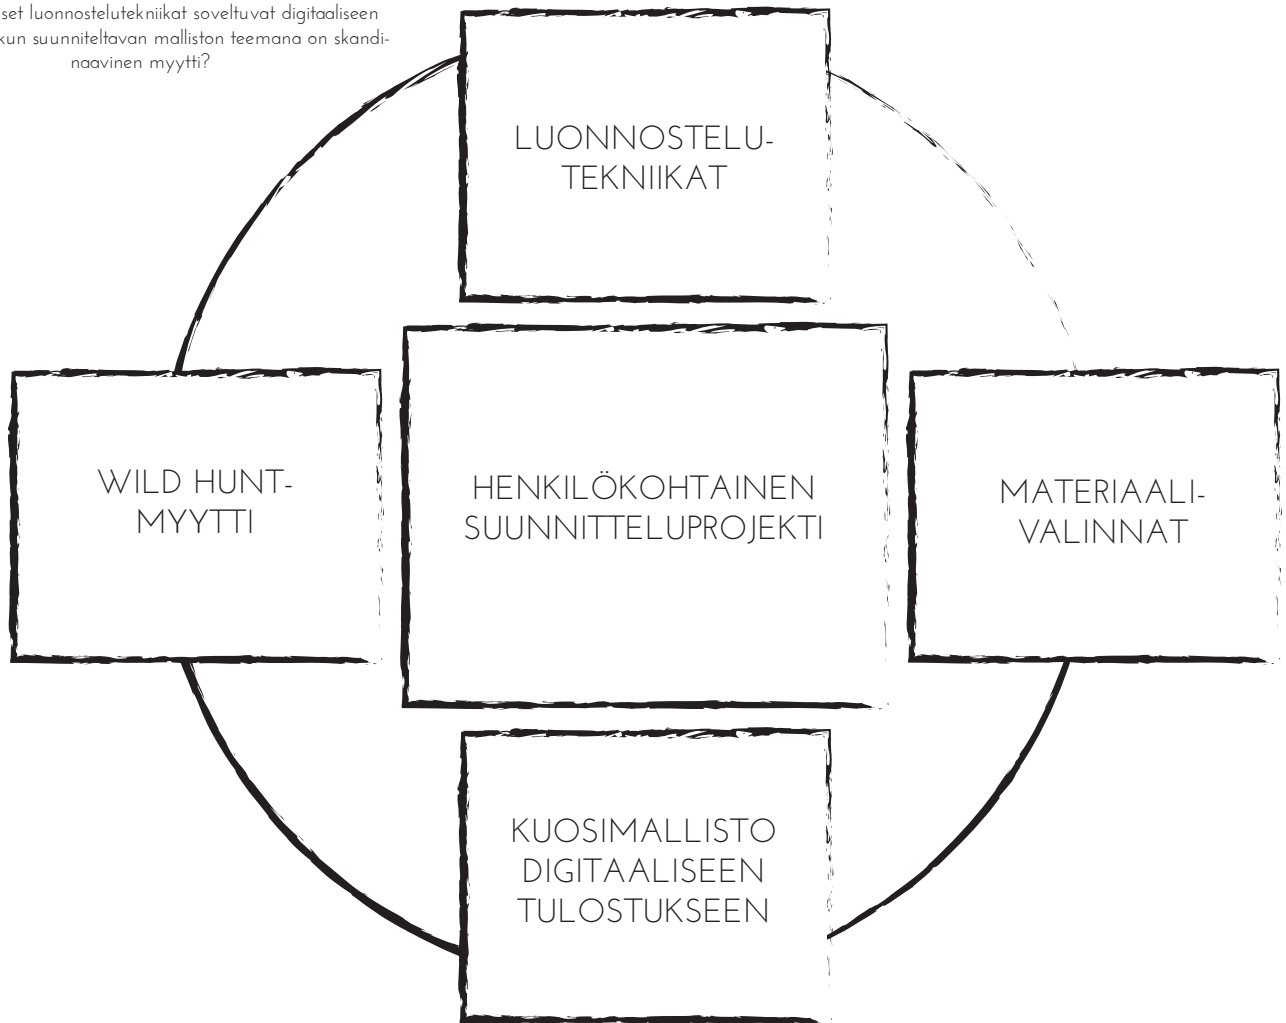 set luonnostelutekniikat soveltuvat digitaaliseen
kun suunniteltavan malliston teemana on skandi-
naavinen myytti?
LUONNOSTELU-
TEKNIIKAT
WILD HUNT-
MYYTTI
HENKILÖKOHTAINEN
SUUNNITTELUPROJEKTI
MATERIAALI-
VALINNAT
KUOSIMALLISTO
DIGITAALISEEN
TULOSTUKSEEN